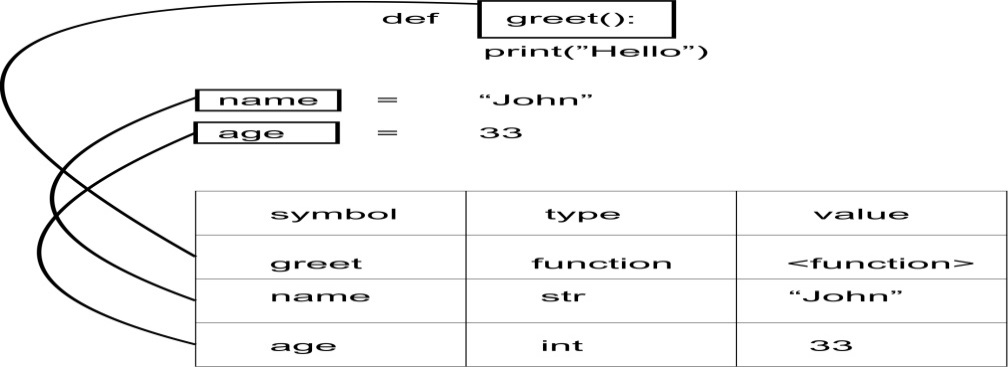 def greet():
print(”Hello”)
name = “John”
age = 33
symbol type value
greet function <function>
name str “John”
age int 33